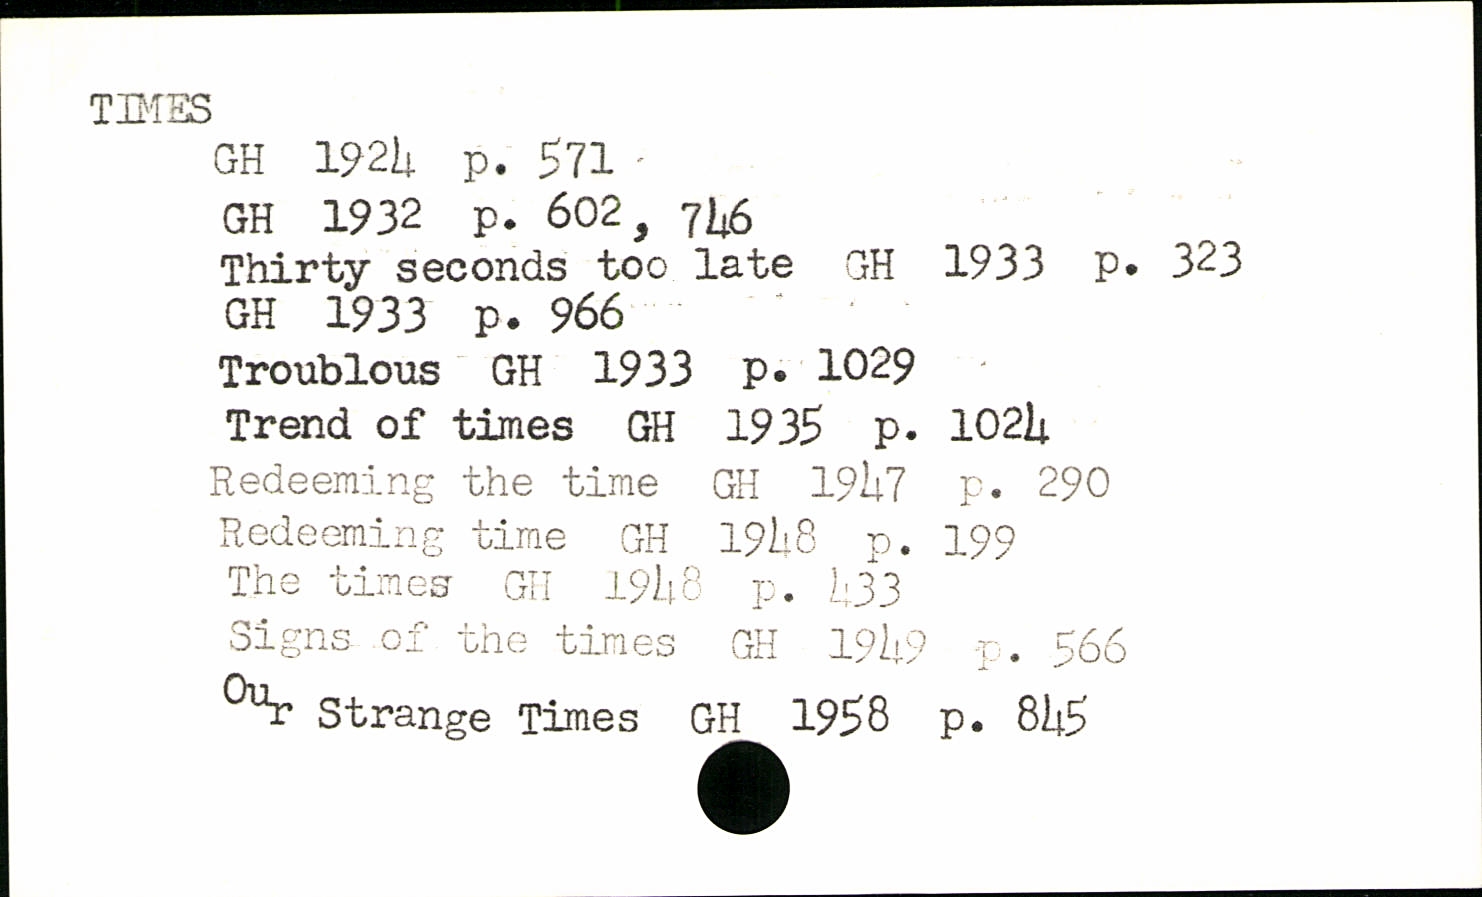 TIMES
GH 1924 p. 571
GH 1932 p. 602, 746
Thirty seconds too late GH 1933 p. 323
GH 1933 p. 966
Troublous GH 1933 p. 1029
Trend of times GH 1935 p. 1024
Redeeming the time GH 1947 p. 290
Redeeming time GH 1948 p. 199
The times GH 1948 p. 433
Signs of the times GH 1949 p. 566
Our Strange Times GH 1958 p. 845